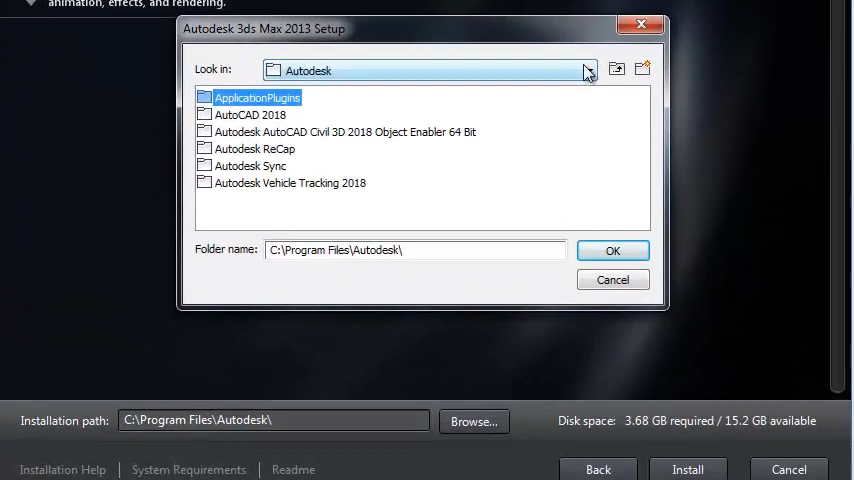 animation, effects, and rendering.
Autodesk 3ds Max 2013 Setup
Look in: Autodesk
ApplicationPlugins
AutoCAD 2018
Autodesk AutoCAD Civil 3D 2018 Object Enabler 64 Bit
Autodesk ReCap
Autodesk Sync
Autodesk Vehicle Tracking 2018
Folder name: C:\Program Files\Autodesk\ OK
Cancel
Installation path: C:\Program Files\Autodesk\ Browse... Disk space: 3.68 GB required / 15.2 GB available
Installation Help System Requirements Readme Back Install Cancel